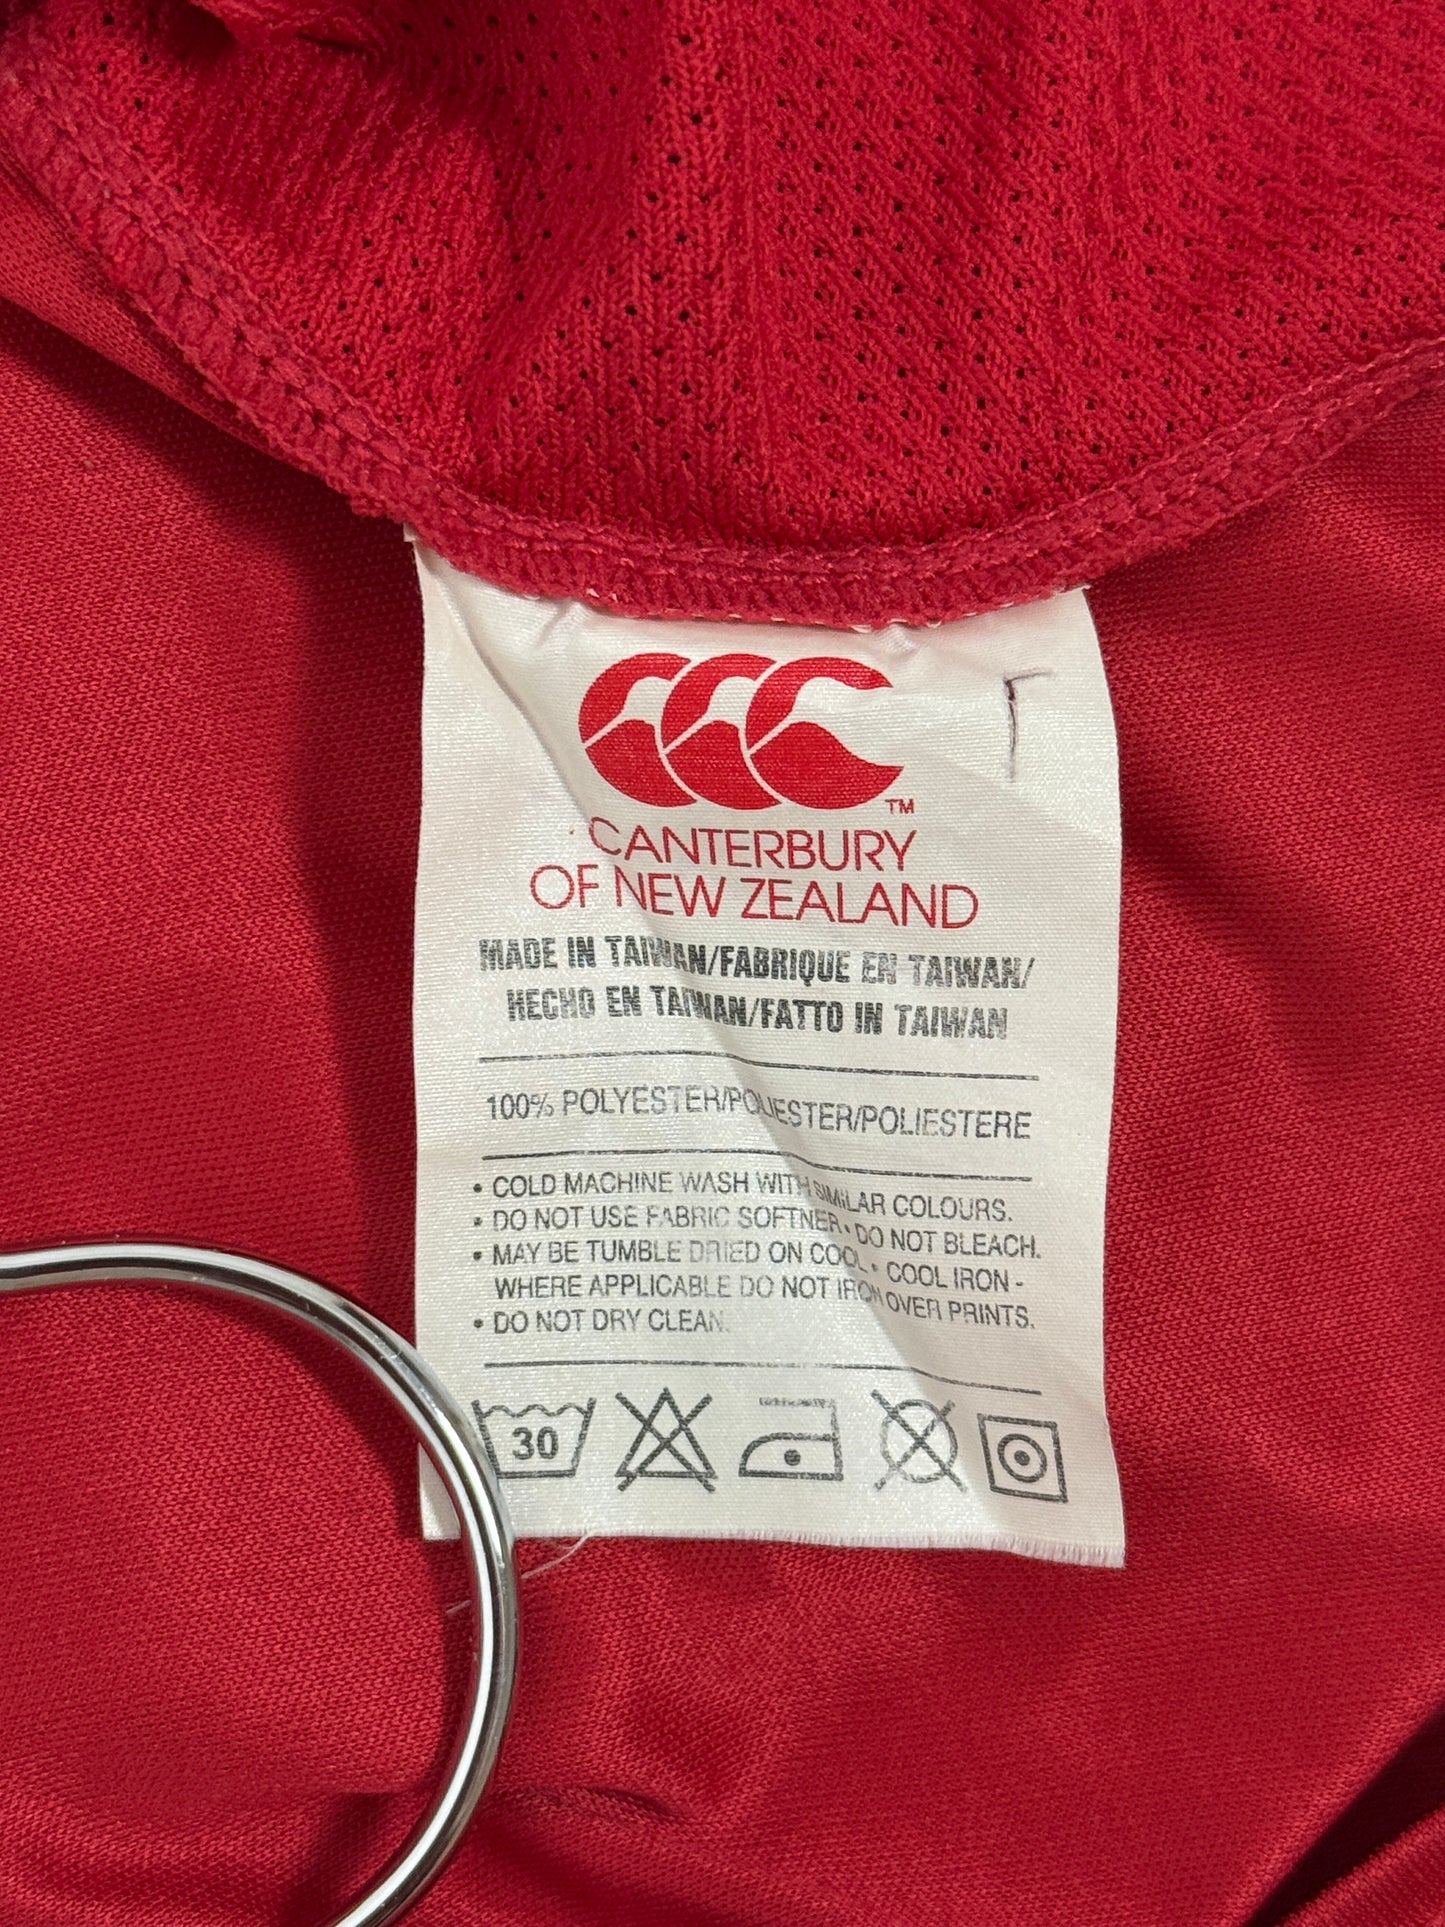 CCC™
CANTERBURY
OF NEW ZEALAND
MADE IN TAIWAN/FABRIQUE EN TAIWAN/
HECHO EN TAIWAN/FATTO IN TAIWAN
100% POLYESTER/POLIESTER/POLIESTERE
• COLD MACHINE WASH WITH SIMILAR COLOURS.
• DO NOT USE FABRIC SOFTNER • DO NOT BLEACH.
• MAY BE TUMBLE DRIED ON COOL • COOL IRON -
WHERE APPLICABLE DO NOT IRON OVER PRINTS.
• DO NOT DRY CLEAN.
30